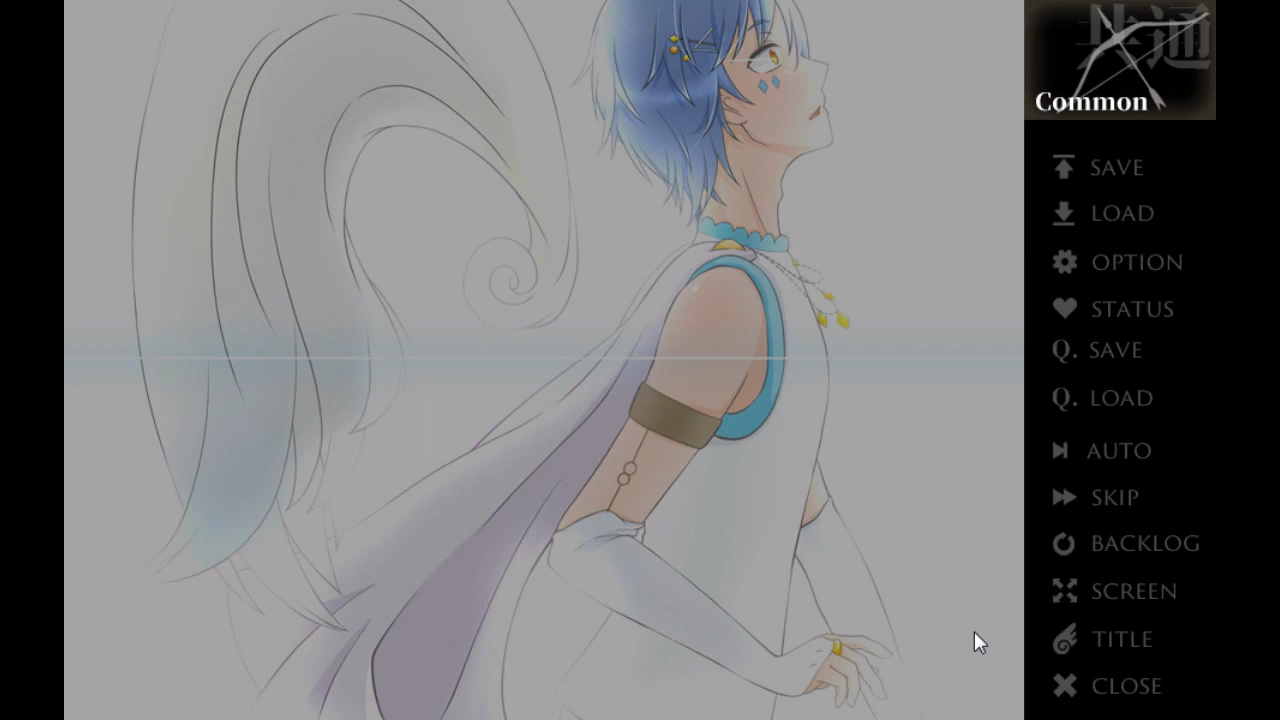 共通
Common
SAVE
LOAD
OPTION
STATUS
Q. SAVE
Q. LOAD
AUTO
SKIP
BACKLOG
SCREEN
TITLE
CLOSE